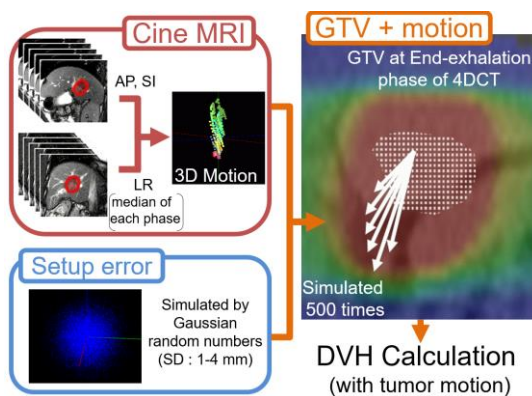 Cine MRI
AP, SI
LR
median of
each phase
3D Motion
Setup error
Simulated by
Gaussian
random numbers
(SD : 1-4 mm)
GTV + motion
GTV at End-exhalation
phase of 4DCT
Simulated
500 times
DVH Calculation
(with tumor motion)